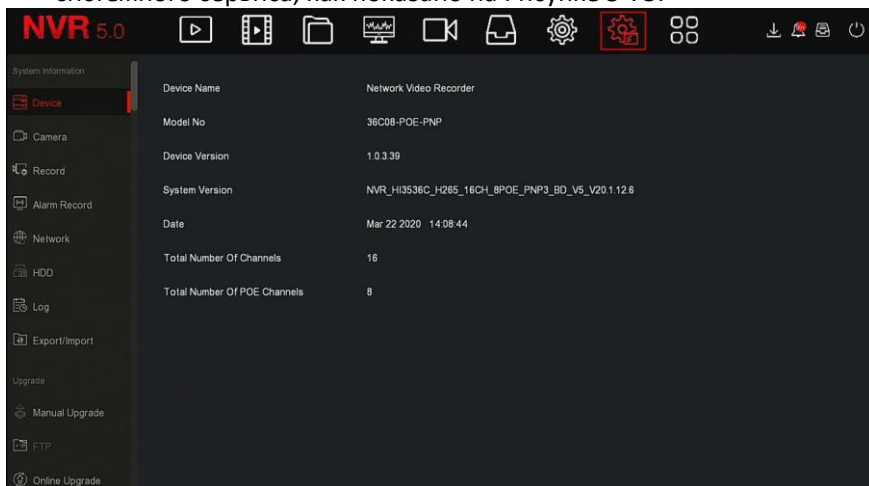 NVR 5.0
System Information
Device
Camera
Record
Alarm Record
Network
HDD
Log
Export/Import
Upgrade
Manual Upgrade
FTP
Online Upgrade
Device Name Network Video Recorder
Model No 36C08-POE-PNP
Device Version 1.0.3.39
System Version NVR_HI3536C_H265_16CH_8POE_PNP3_BD_V5_V20.1.12.6
Date Mar 22 2020 14:08:44
Total Number Of Channels 16
Total Number Of POE Channels 8